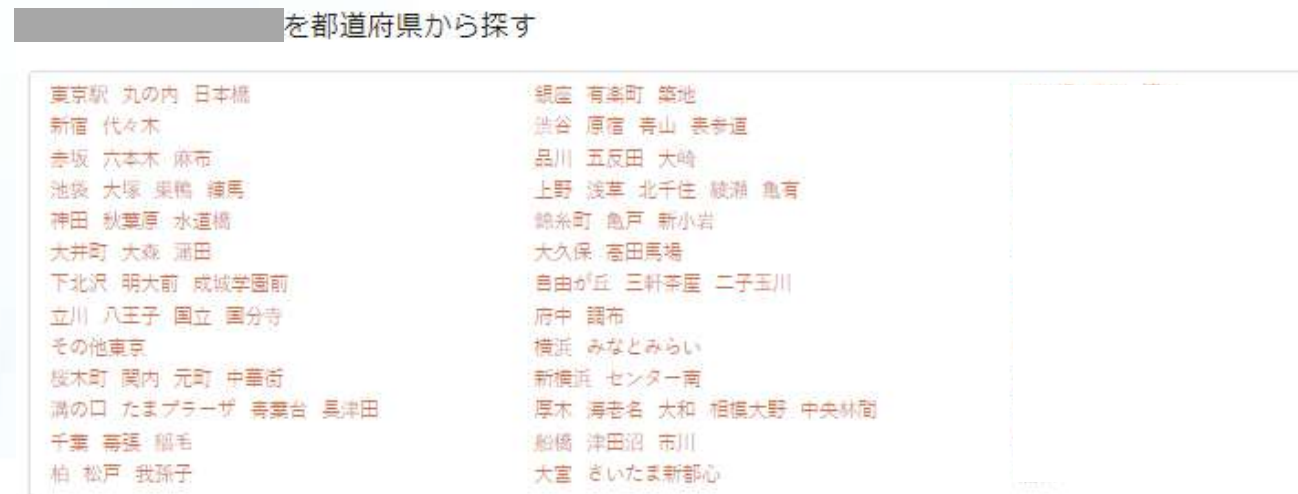 を都道府県から探す
東京駅 丸の内 日本橋
銀座 有楽町 築地
新宿 代々木
渋谷 原宿 青山 表参道
赤坂 六本木 麻布
品川 五反田 大崎
池袋 大塚 巣鴨 練馬
上野 浅草 北千住 綾瀬 亀有
神田 秋葉原 水道橋
錦糸町 亀戸 新小岩
大井町 大森 蒲田
大久保 高田馬場
下北沢 明大前 成城学園前
自由が丘 三軒茶屋 二子玉川
立川 八王子 国立 国分寺
府中 調布
その他東京
横浜 みなとみらい
桜木町 関内 元町 中華街
新横浜 センター南
溝の口 たまプラーザ 青葉台 長津田
厚木 海老名 大和 相模大野 中央林間
千葉 幕張 稲毛
船橋 津田沼 市川
柏 松戸 我孫子
大宮 さいたま新都心